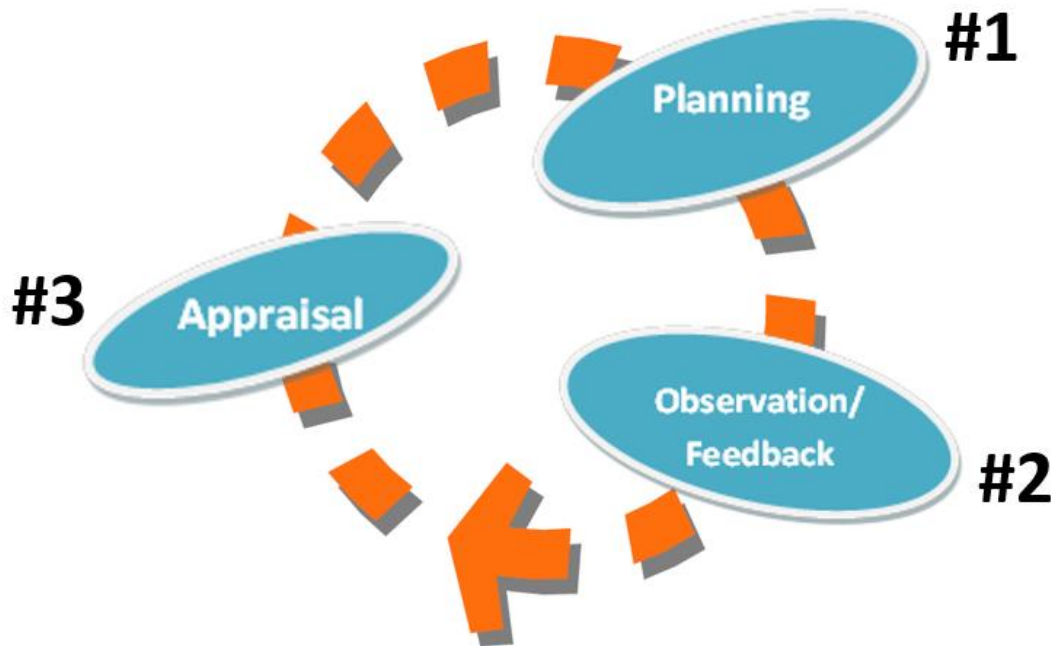 #1
Planning
#2
Observation/
Feedback
#3
Appraisal